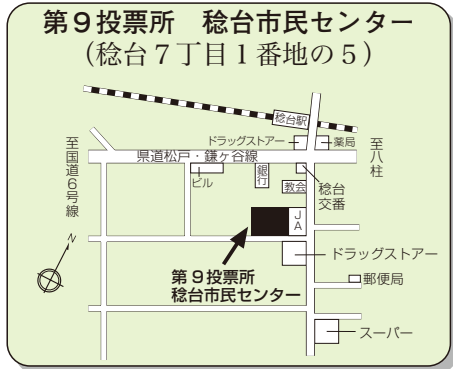 第９投票所　稔台市民センター
（稔台７丁目１番地の５）
稔台駅
ドラッグストアー
薬局
至八柱
至国道6号線
県道松戸・鎌ヶ谷線
ビル
銀行
教会
稔台
交番
JA
N
ドラッグストアー
第９投票所
稔台市民センター
郵便局
スーパー